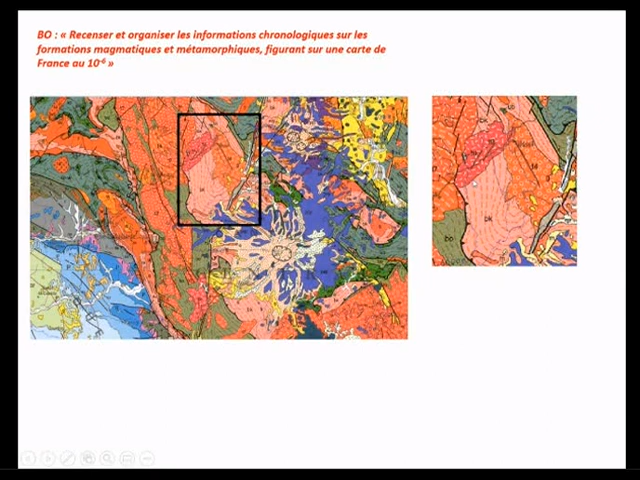 BO : « Recenser et organiser les informations chronologiques sur les
formations magmatiques et métamorphiques, figurant sur une carte de
France au 10⁻⁶ »